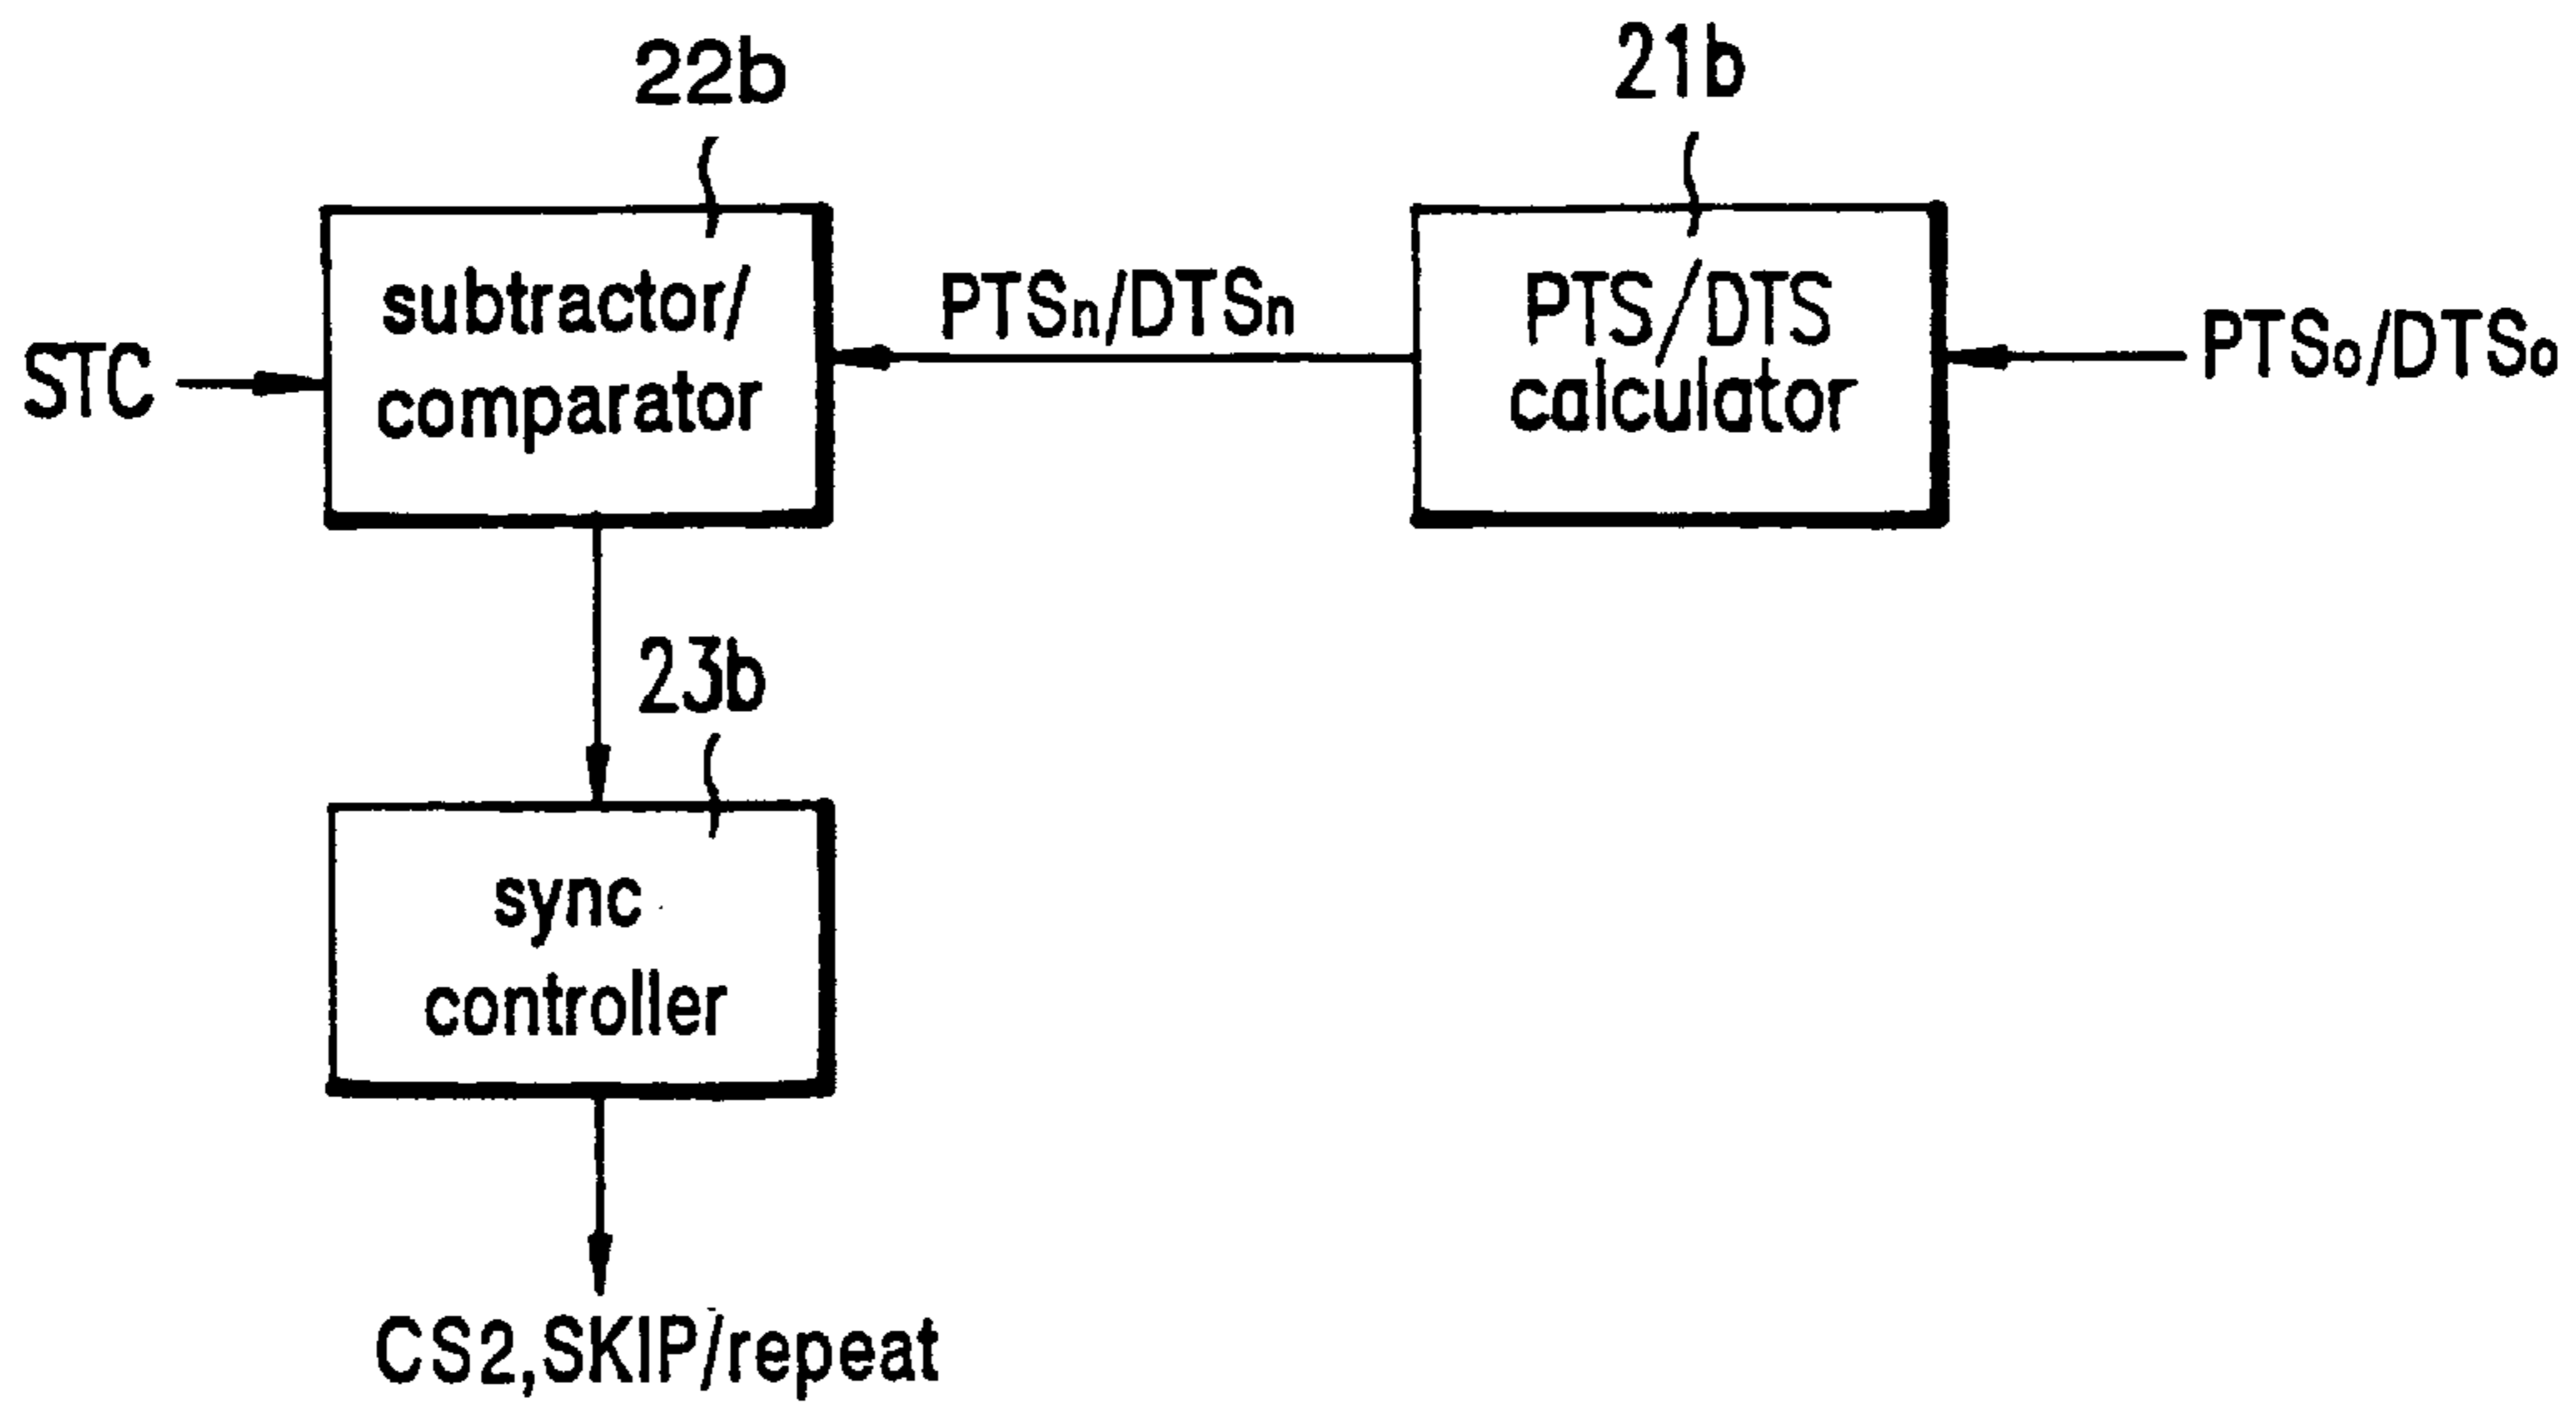 22b
21b
subtractor/
comparator
STC
PTSn/DTSn
PTS/DTS
calculator
PTSo/DTSo
23b
sync
controller
CS2,SKIP/repeat